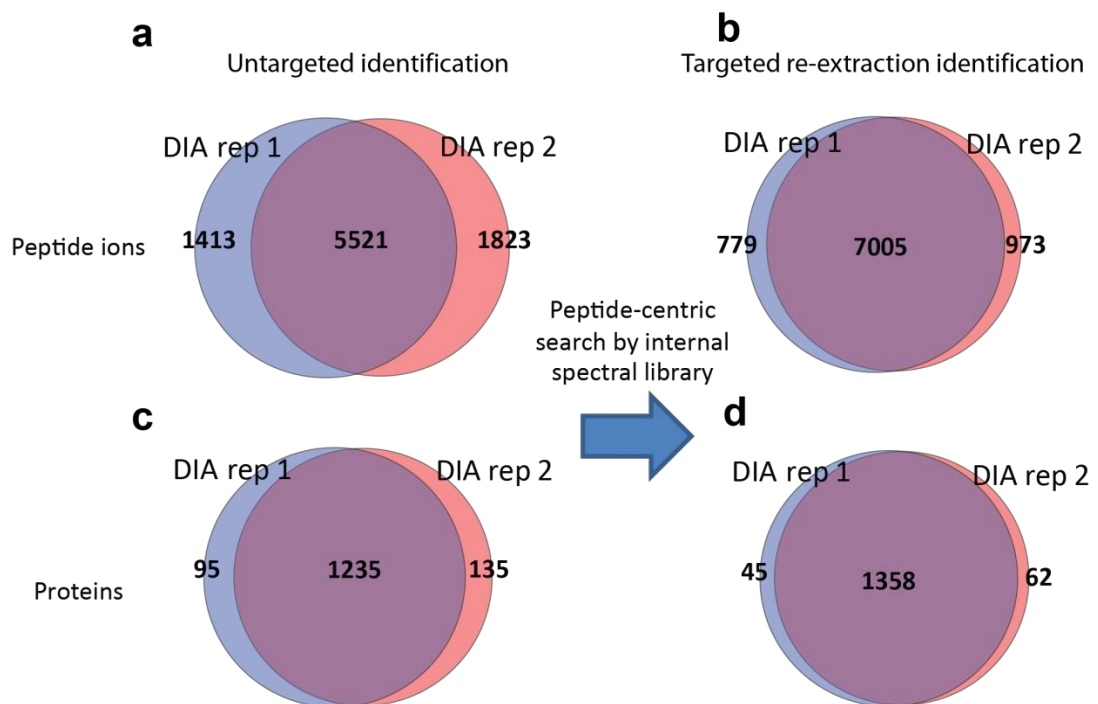 a
Untargeted identification
b
Targeted re-extraction identification
DIA rep 1
DIA rep 2
Peptide ions
1413
5521
1823
DIA rep 1
DIA rep 2
779
7005
973
Peptide-centric
search by internal
spectral library
c
DIA rep 1
DIA rep 2
Proteins
95
1235
135
d
DIA rep 1
DIA rep 2
45
1358
62